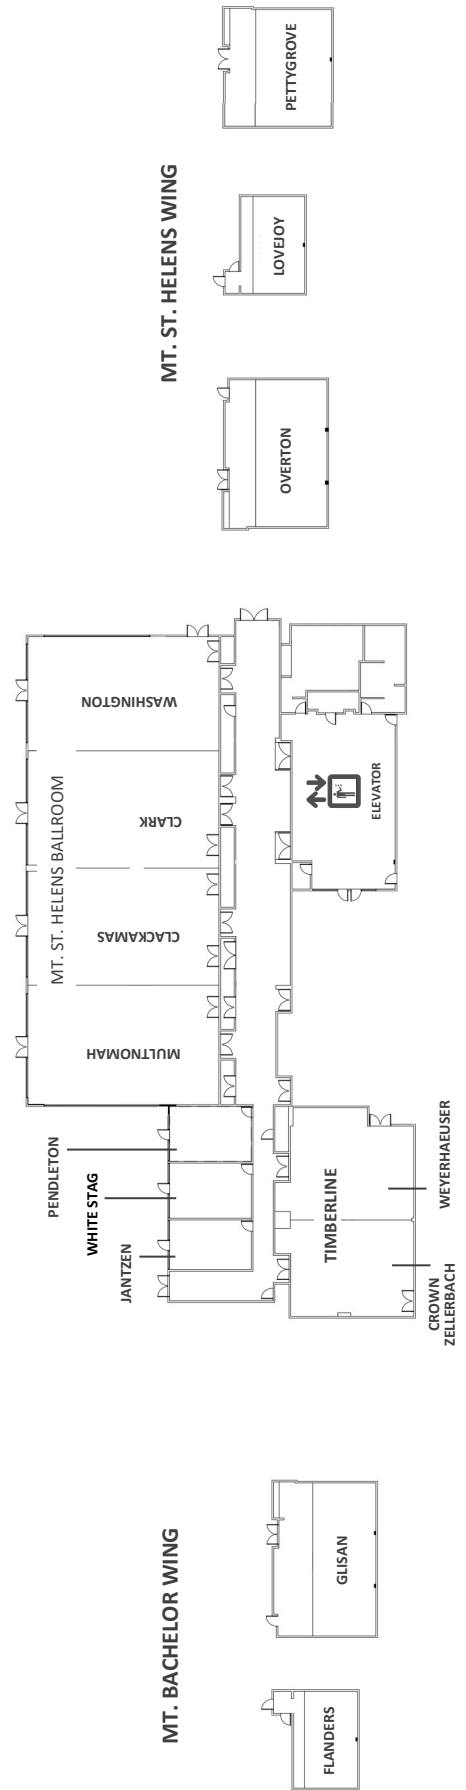 PETTYGROVE
LOVEJOY
MT. ST. HELENS WING
OVERTON
WASHINGTON
CLARK
CLACKAMAS
MULTNOMAH
MT. ST. HELENS BALLROOM
ELEVATOR
PENDLETON
WHITE STAG
JANTZEN
TIMBERLINE
WEYERHAEUSER
CROWN
ZELLERBACH
MT. BACHELOR WING
GLISAN
FLANDERS